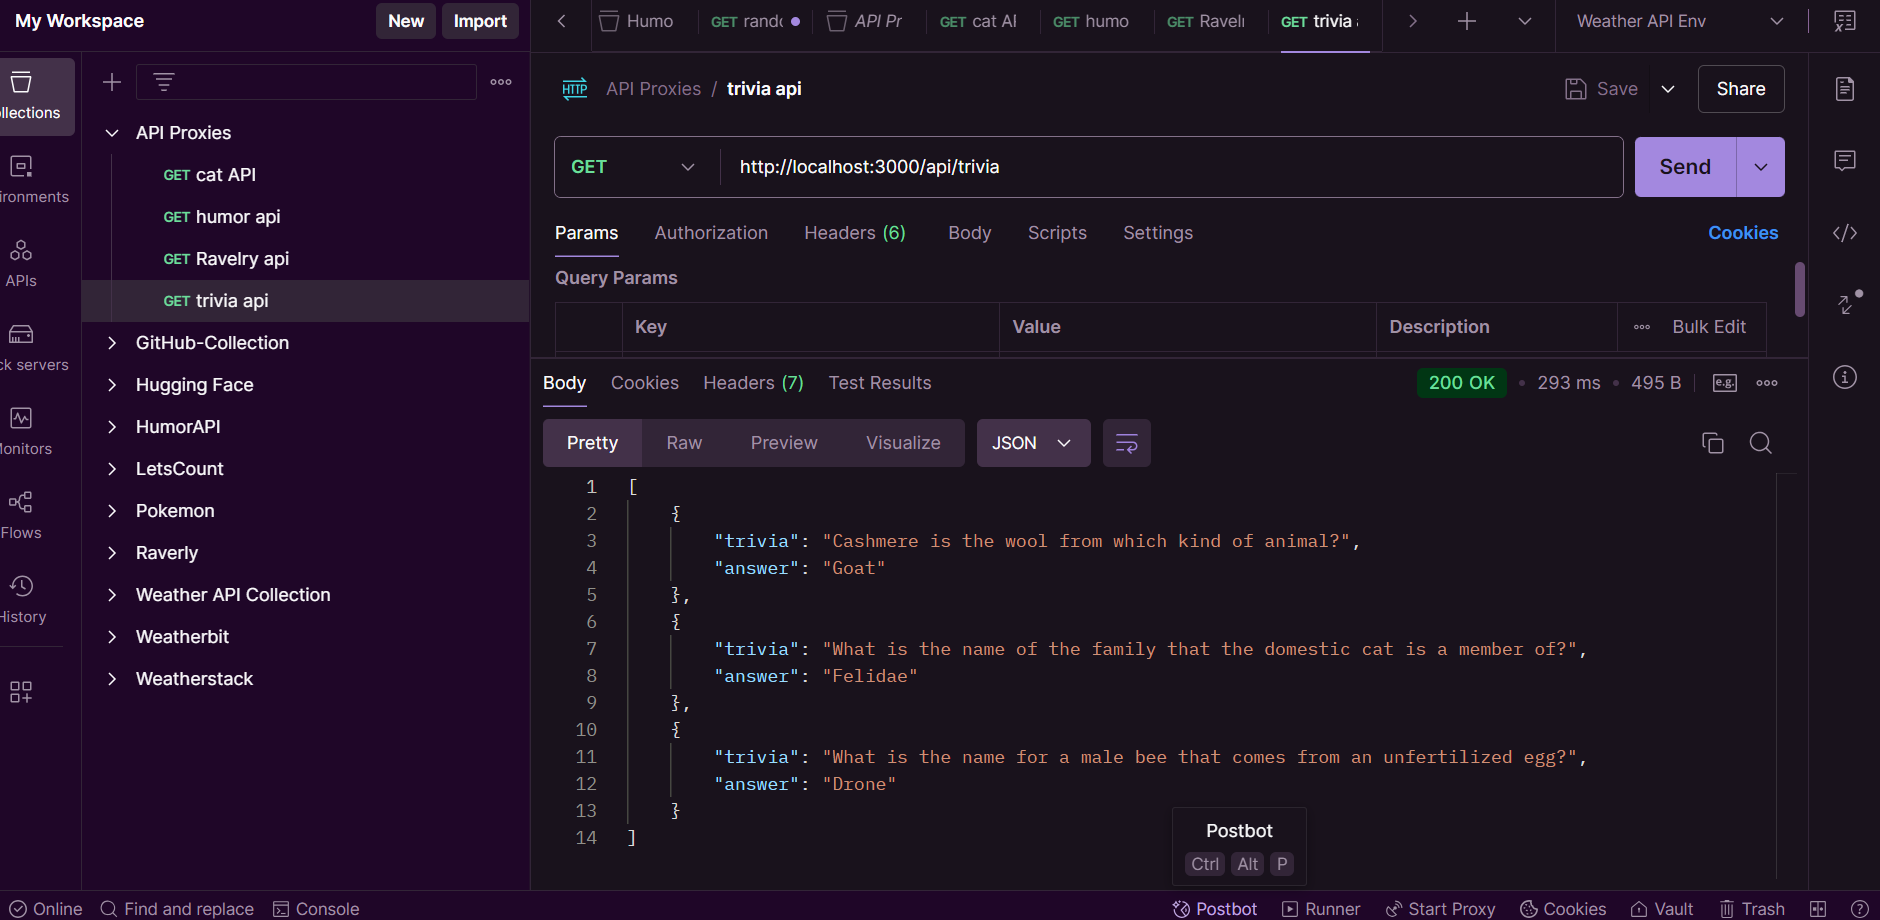 My Workspace
New
Import
Humo
GET rando
API Pr
GET cat AI
GET humo
GET Ravelr
GET trivia
Weather API Env
llections
ironments
APIs
ck servers
Monitors
Flows
History
API Proxies
GET cat API
GET humor api
GET Ravelry api
GET trivia api
GitHub-Collection
Hugging Face
HumorAPI
LetsCount
Pokemon
Raverly
Weather API Collection
Weatherbit
Weatherstack
HTTP API Proxies / trivia api
Save
Share
GET http://localhost:3000/api/trivia
Send
Params Authorization Headers (6) Body Scripts Settings
Cookies
Query Params
Key Value Description Bulk Edit
Body Cookies Headers (7) Test Results
200 OK • 293 ms • 495 B
e.g.
Pretty Raw Preview Visualize JSON
1 [
2 {
3 "trivia": "Cashmere is the wool from which kind of animal?",
4 "answer": "Goat"
5 },
6 {
7 "trivia": "What is the name of the family that the domestic cat is a member of?",
8 "answer": "Felidae"
9 },
10 {
11 "trivia": "What is the name for a male bee that comes from an unfertilized egg?",
12 "answer": "Drone"
13 }
14 ]
Postbot
Ctrl Alt P
Online Find and replace Console
Postbot Runner Start Proxy Cookies Vault Trash